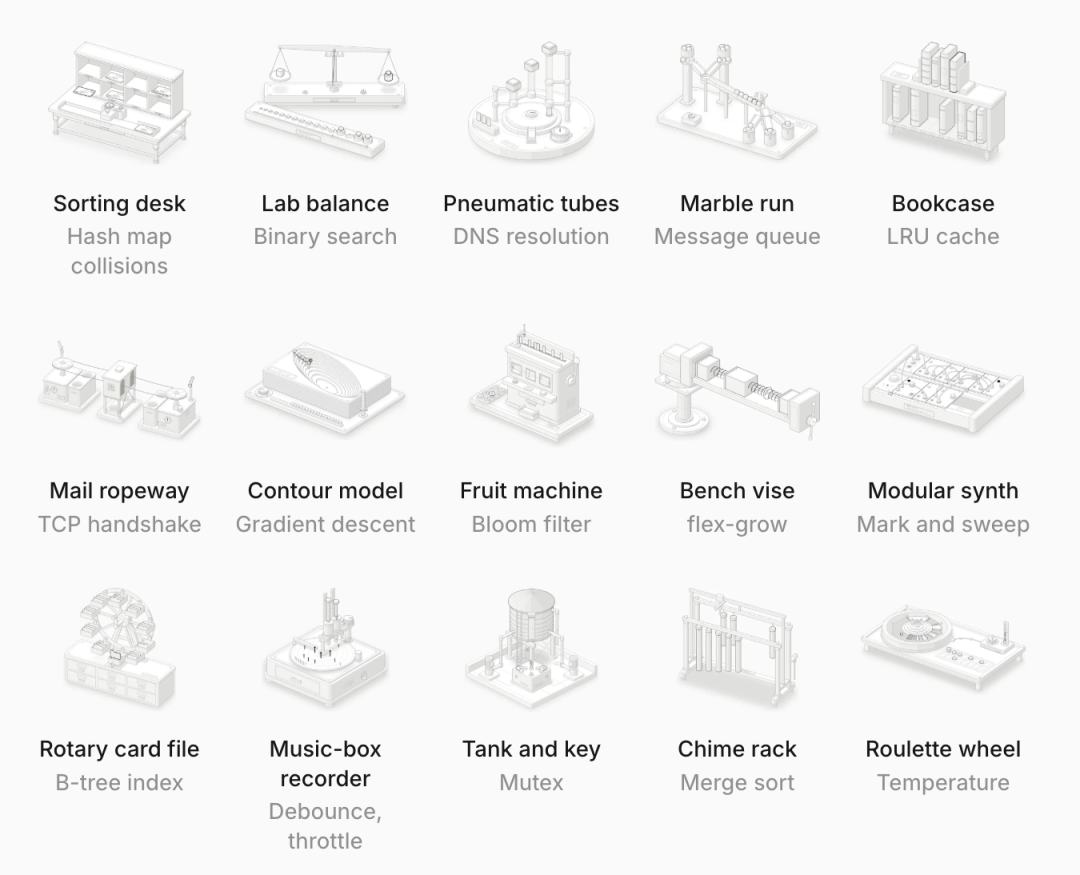 Sorting desk
Hash map
collisions
Lab balance
Binary search
Pneumatic tubes
DNS resolution
Marble run
Message queue
Bookcase
LRU cache
Mail ropeway
TCP handshake
Contour model
Gradient descent
Fruit machine
Bloom filter
Bench vise
flex-grow
Modular synth
Mark and sweep
Rotary card file
B-tree index
Music-box
recorder
Debounce,
throttle
Tank and key
Mutex
Chime rack
Merge sort
Roulette wheel
Temperature